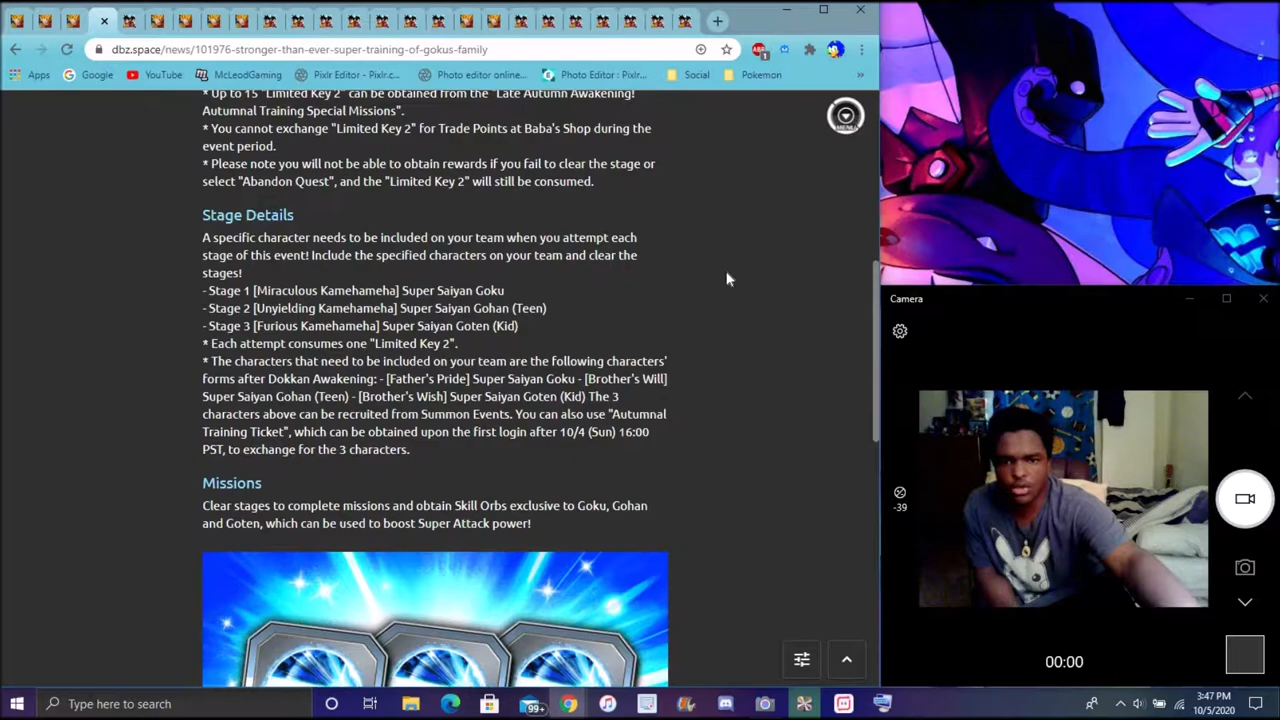 dbz.space/news/101976-stronger-than-ever-super-training-of-gokus-family
ABP
1
Apps
Google
YouTube
McLeodGaming
Pixlr Editor - Pixlr.c...
Photo editor online...
Photo Editor : Pixlr...
Social
Pokemon
»
* Up to 15 "Limited Key 2" can be obtained from the "Late Autumn Awakening!
Autumnal Training Special Missions".
* You cannot exchange "Limited Key 2" for Trade Points at Baba's Shop during the
event period.
* Please note you will not be able to obtain rewards if you fail to clear the stage or
select "Abandon Quest", and the "Limited Key 2" will still be consumed.
MENU
Stage Details
A specific character needs to be included on your team when you attempt each
stage of this event! Include the specified characters on your team and clear the
stages!
- Stage 1 [Miraculous Kamehameha] Super Saiyan Goku
- Stage 2 [Unyielding Kamehameha] Super Saiyan Gohan (Teen)
- Stage 3 [Furious Kamehameha] Super Saiyan Goten (Kid)
* Each attempt consumes one "Limited Key 2".
* The characters that need to be included on your team are the following characters'
forms after Dokkan Awakening: - [Father's Pride] Super Saiyan Goku - [Brother's Will]
Super Saiyan Gohan (Teen) - [Brother's Wish] Super Saiyan Goten (Kid) The 3
characters above can be recruited from Summon Events. You can also use "Autumnal
Training Ticket", which can be obtained upon the first login after 10/4 (Sun) 16:00
PST, to exchange for the 3 characters.
Missions
Clear stages to complete missions and obtain Skill Orbs exclusive to Goku, Gohan
and Goten, which can be used to boost Super Attack power!
Camera
-39
00:00
Type here to search
99+
3:47 PM
10/5/2020